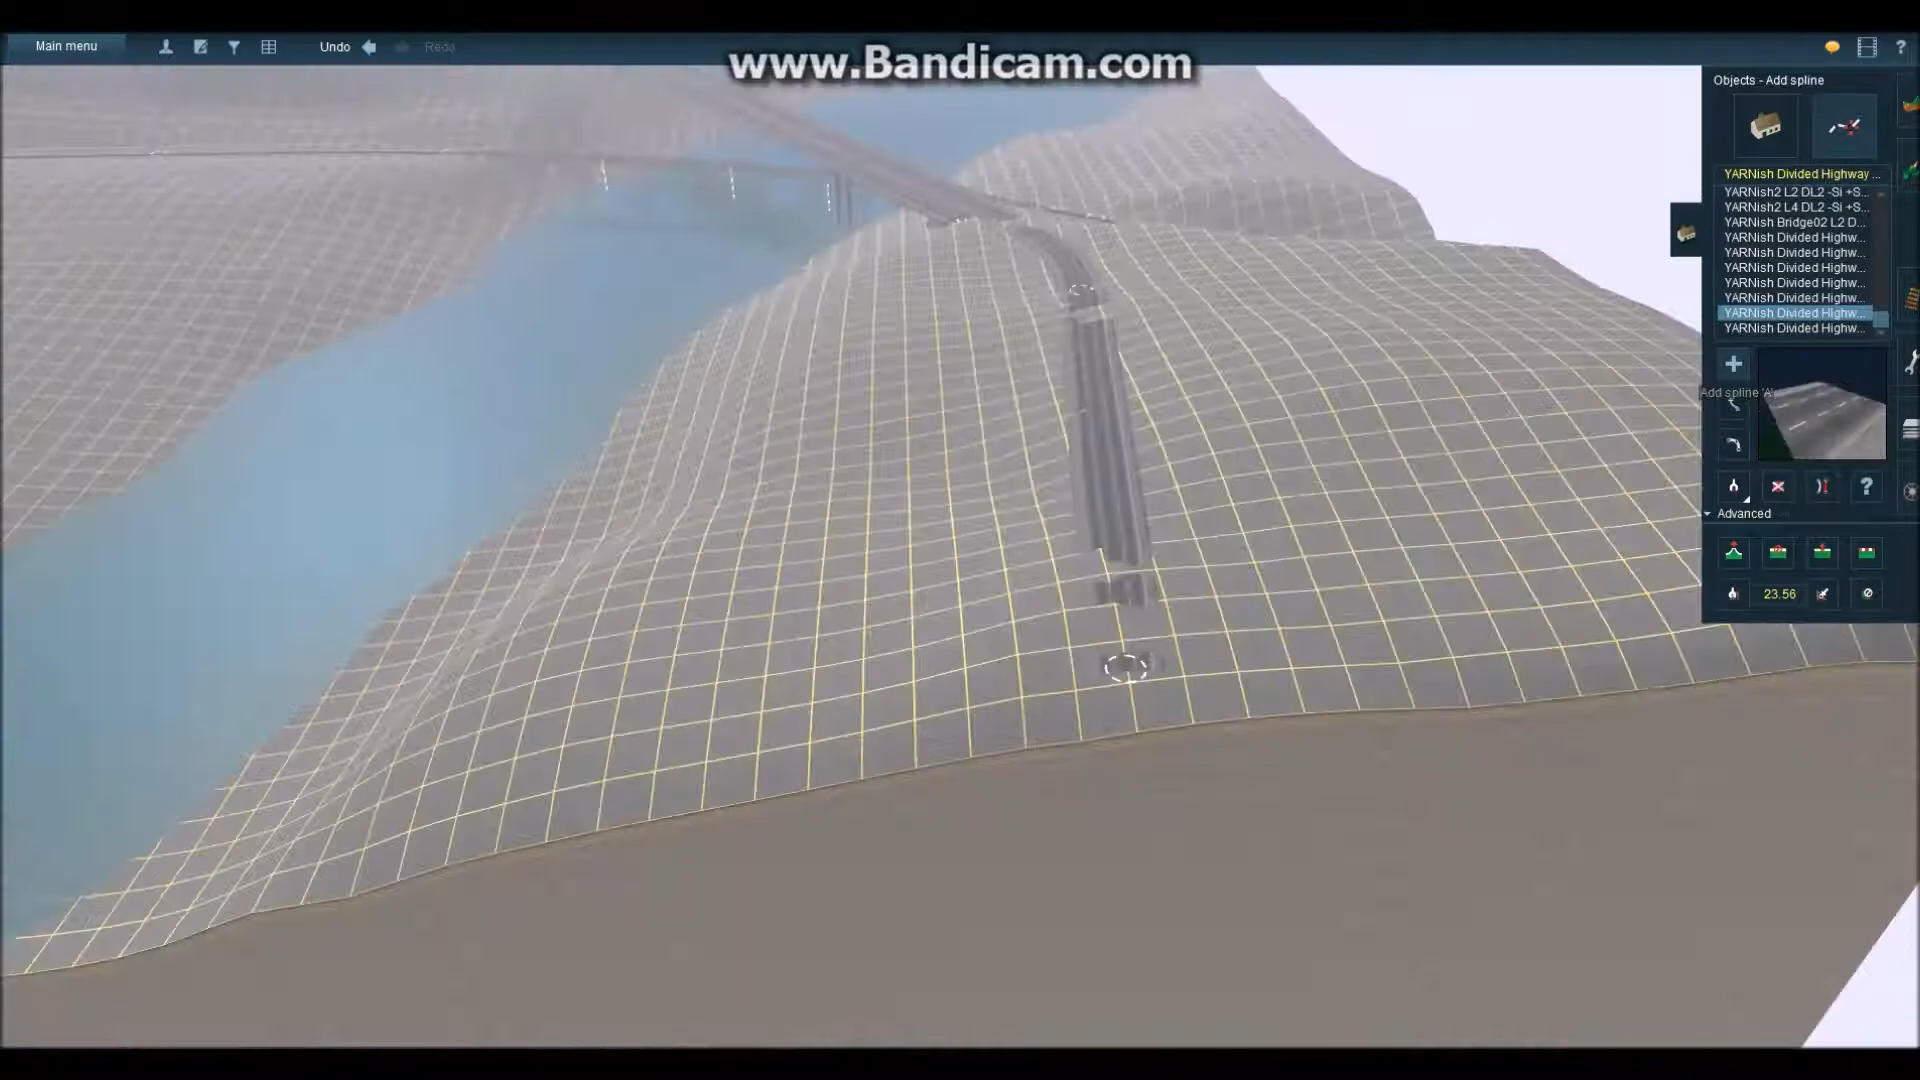 Main menu
Undo
Redo
www.Bandicam.com
?
Objects - Add spline
YARNish Divided Highway ...
YARNish2 L2 DL2 -Si +S...
YARNish2 L4 DL2 -Si +S...
YARNish Bridge02 L2 D...
YARNish Divided Highw...
YARNish Divided Highw...
YARNish Divided Highw...
YARNish Divided Highw...
YARNish Divided Highw...
YARNish Divided Highw...
YARNish Divided Highw...
Add spline 'A'
?
Advanced
23.56